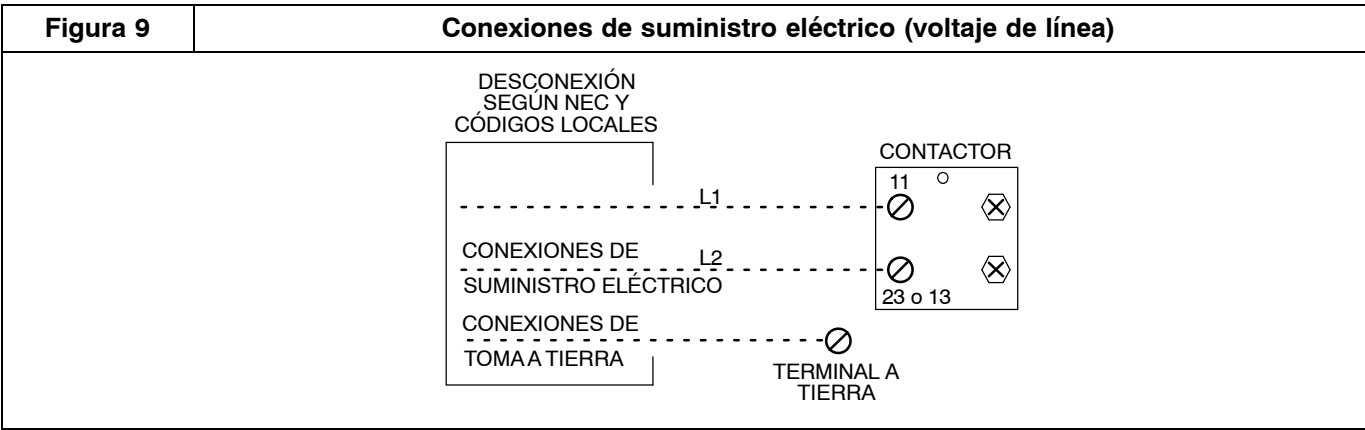 Figura 9
Conexiones de suministro eléctrico (voltaje de línea)
DESCONEXIÓN
SEGÚN NEC Y
CÓDIGOS LOCALES
CONTACTOR
11
L1
CONEXIONES DE
L2
SUMINISTRO ELÉCTRICO
23 o 13
CONEXIONES DE
TOMA A TIERRA
TERMINAL A
TIERRA